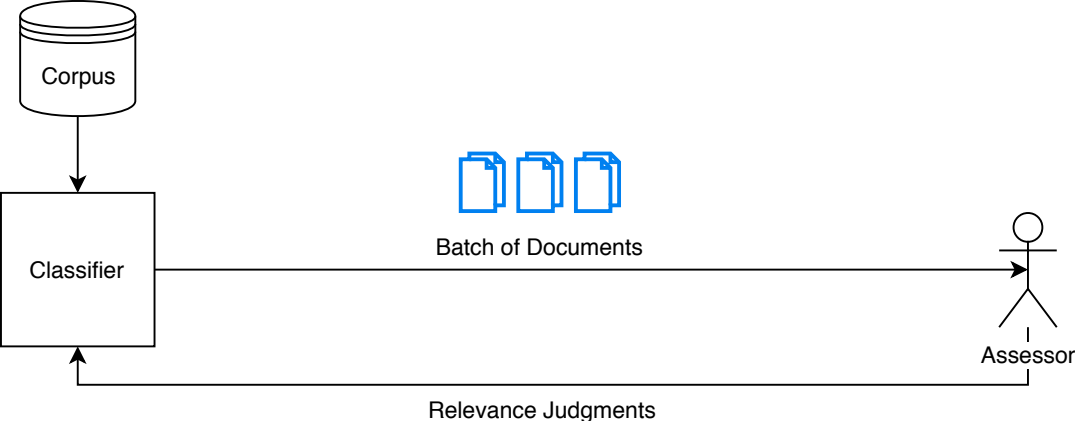 Corpus
Batch of Documents
Classifier
Assessor
Relevance Judgments